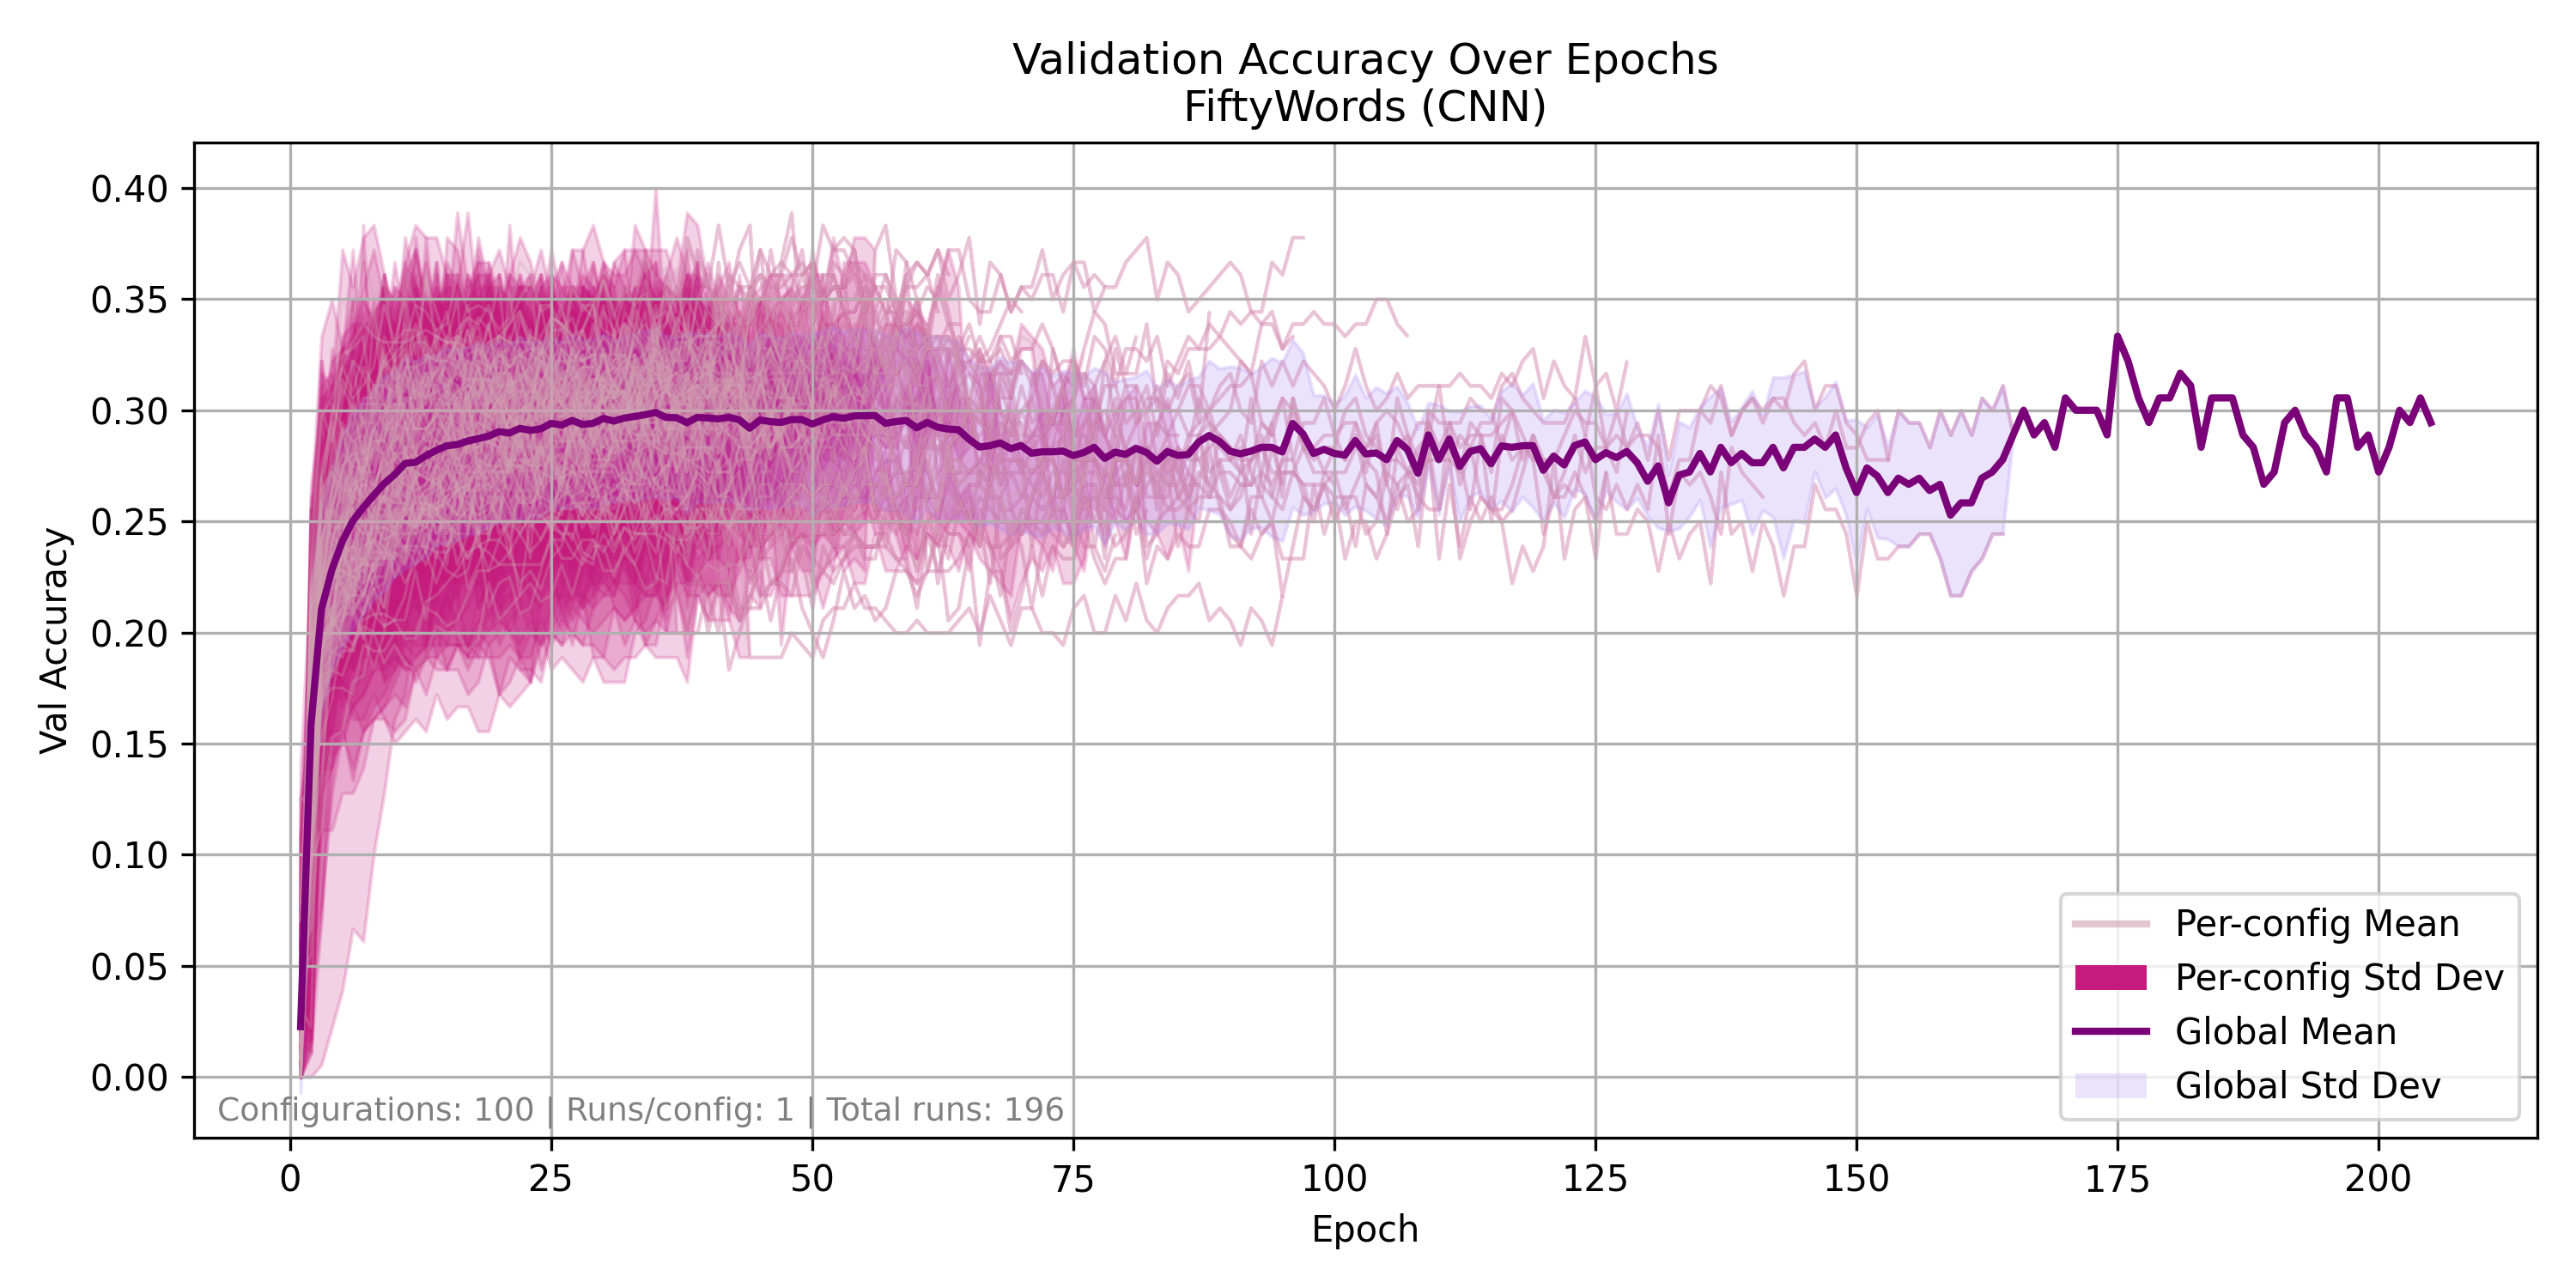 Validation Accuracy Over Epochs
FiftyWords (CNN)
Val Accuracy
0.40
0.35
0.30
0.25
0.20
0.15
0.10
0.05
0.00
Per-config Mean
Per-config Std Dev
Global Mean
Global Std Dev
Configurations: 100 | Runs/config: 1 | Total runs: 196
0 25 50 75 100 125 150 175 200
Epoch